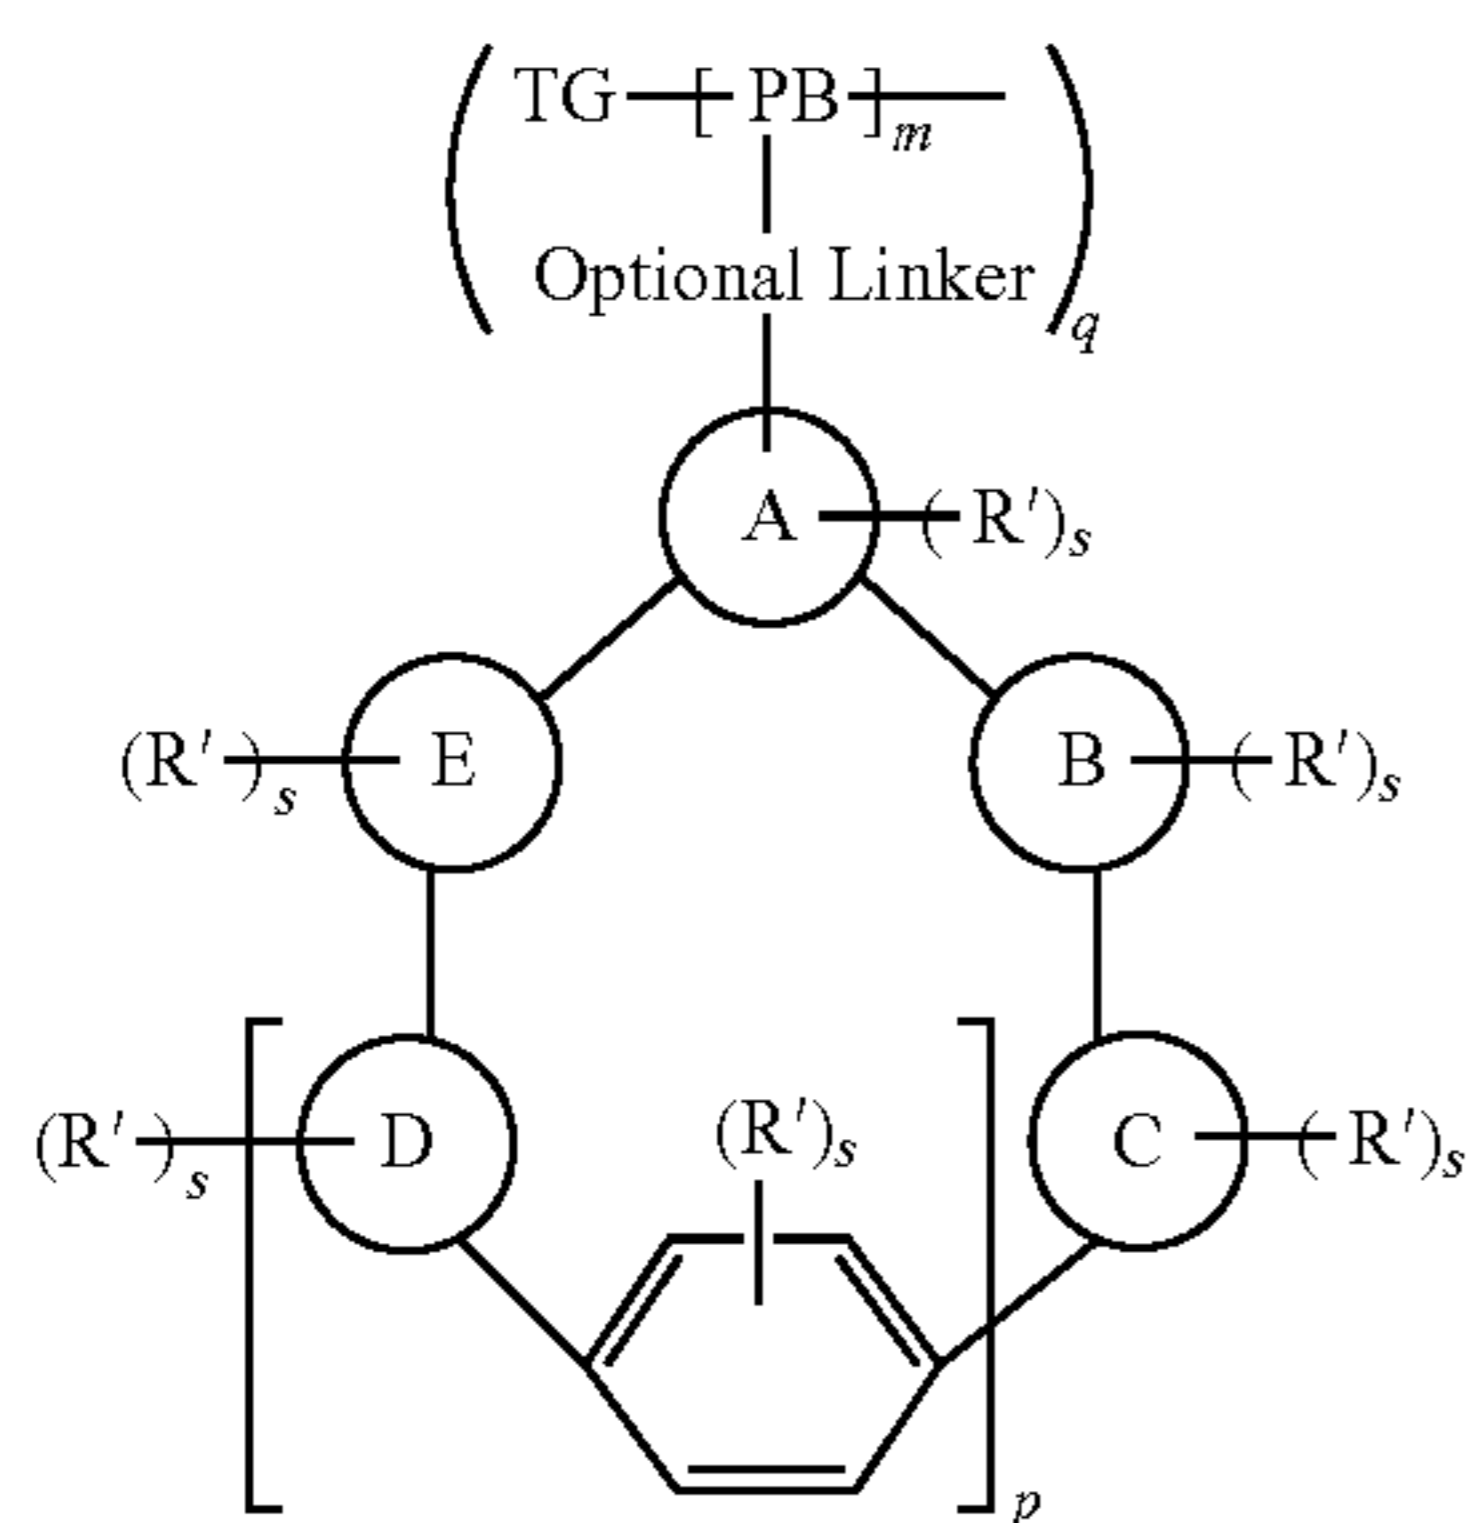 TG [ PB ]m
Optional Linker
q
A (R′)s
(R′)s E B (R′)s
(R′)s D (R′)s C (R′)s
p